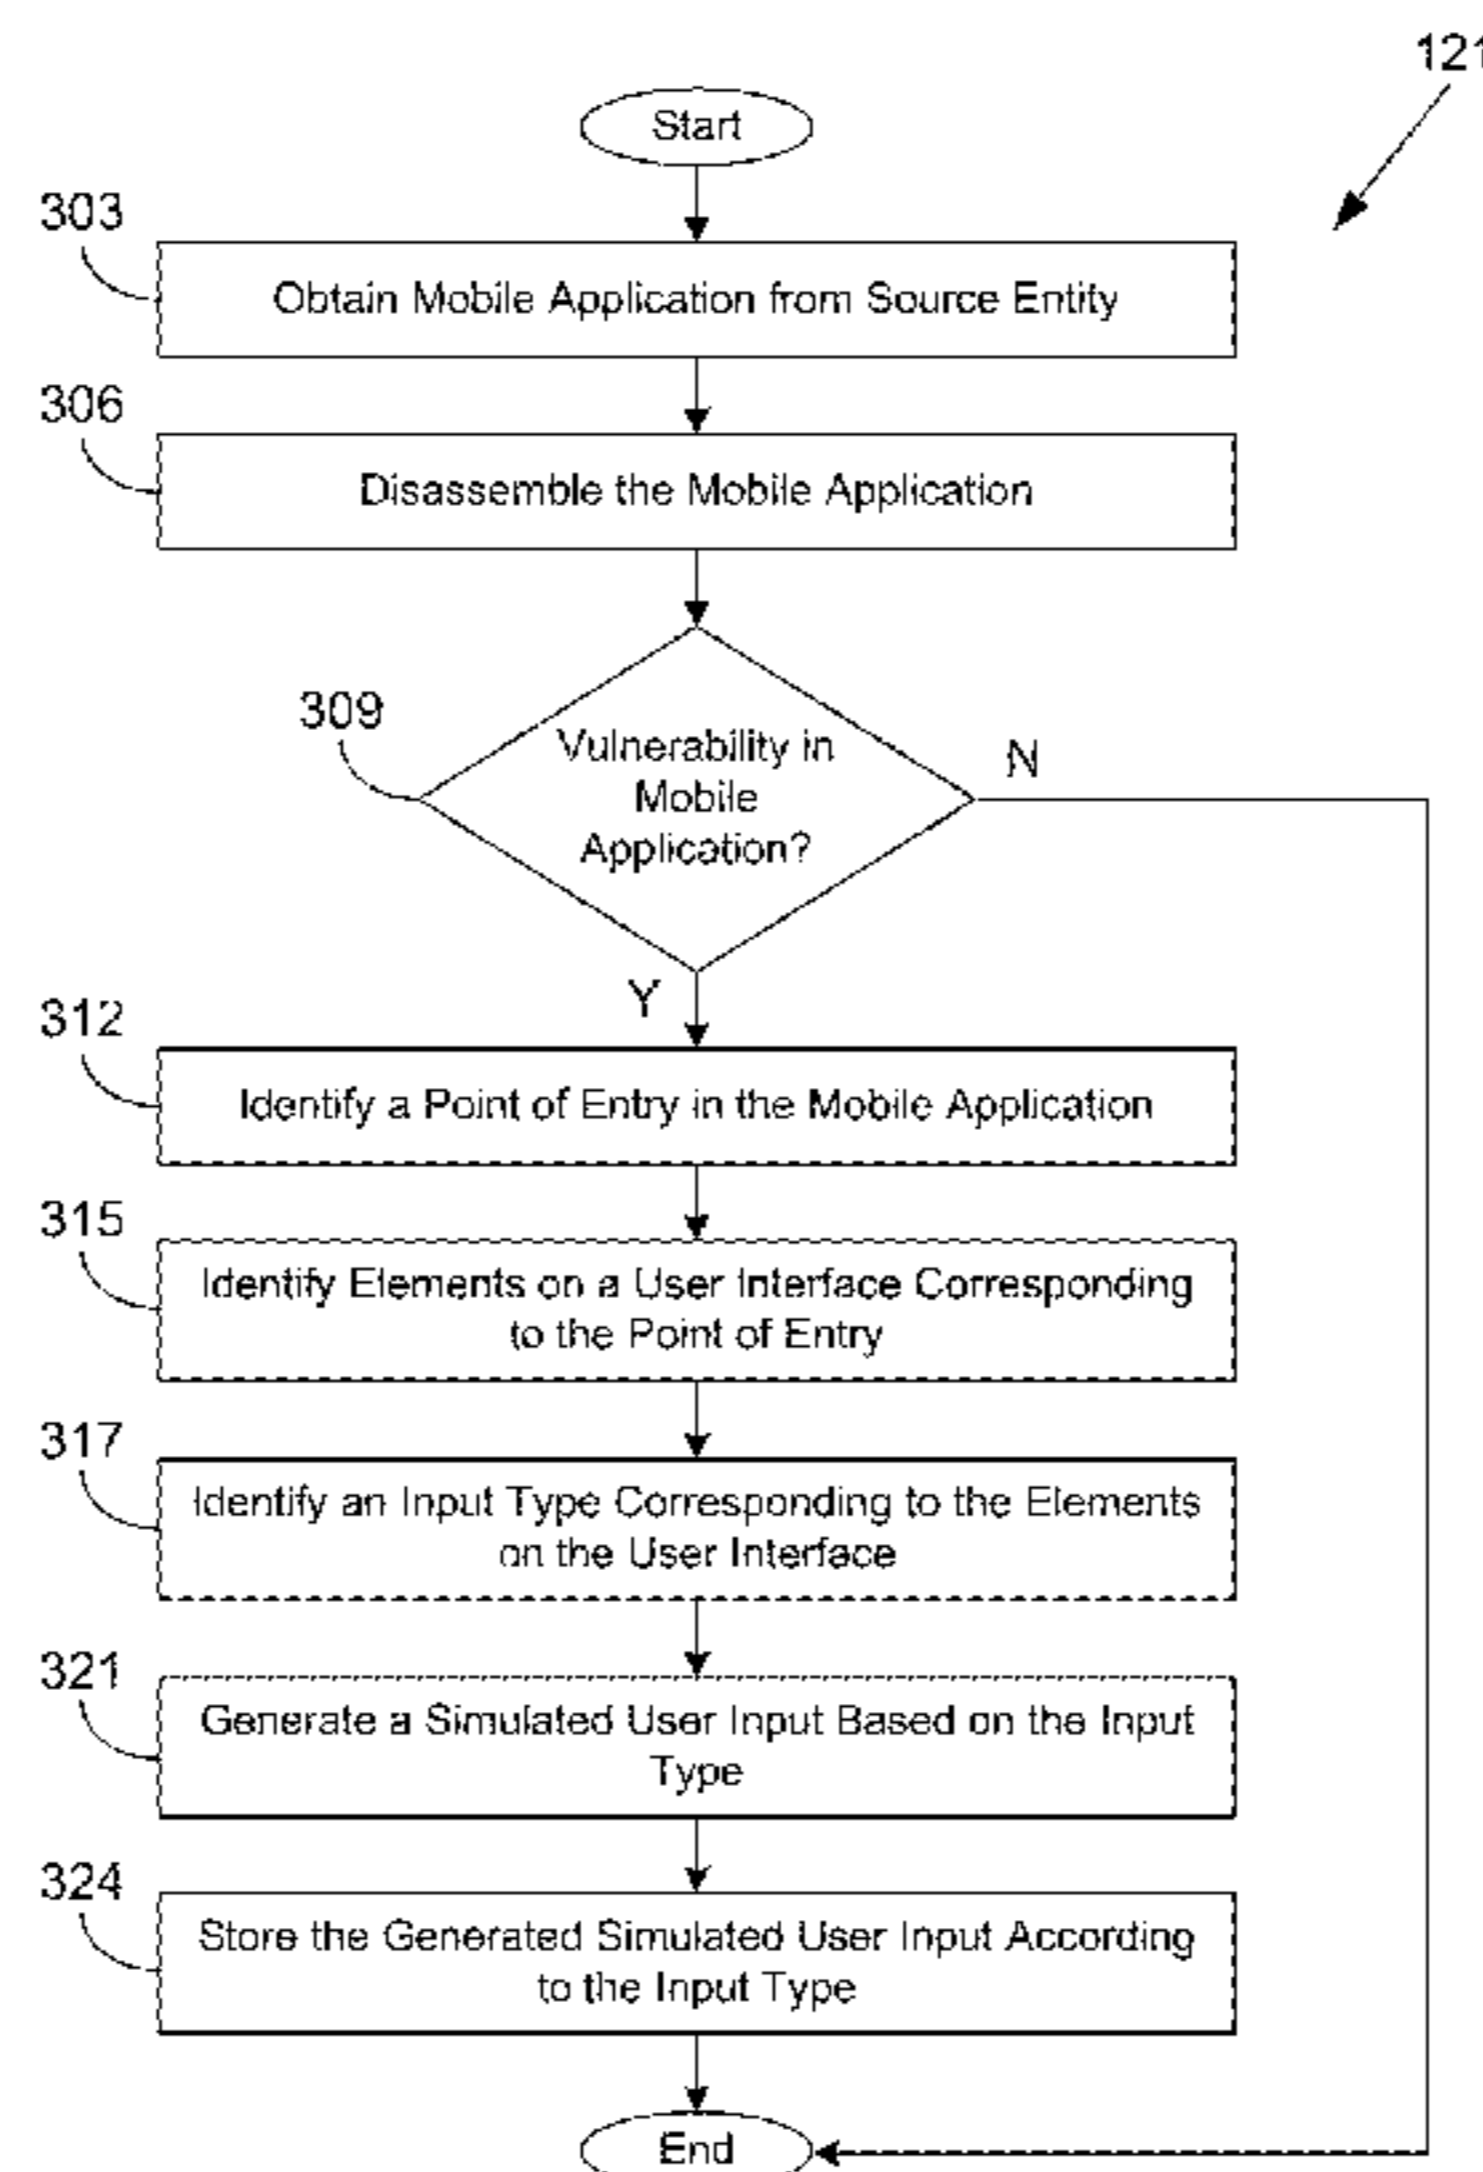 121
Start
303
Obtain Mobile Application from Source Entity
306
Disassemble the Mobile Application
309
Vulnerability in
Mobile
Application?
N
Y
312
Identify a Point of Entry in the Mobile Application
315
Identify Elements on a User Interface Corresponding
to the Point of Entry
317
Identify an Input Type Corresponding to the Elements
on the User Interface
321
Generate a Simulated User Input Based on the Input
Type
324
Store the Generated Simulated User Input According
to the Input Type
End